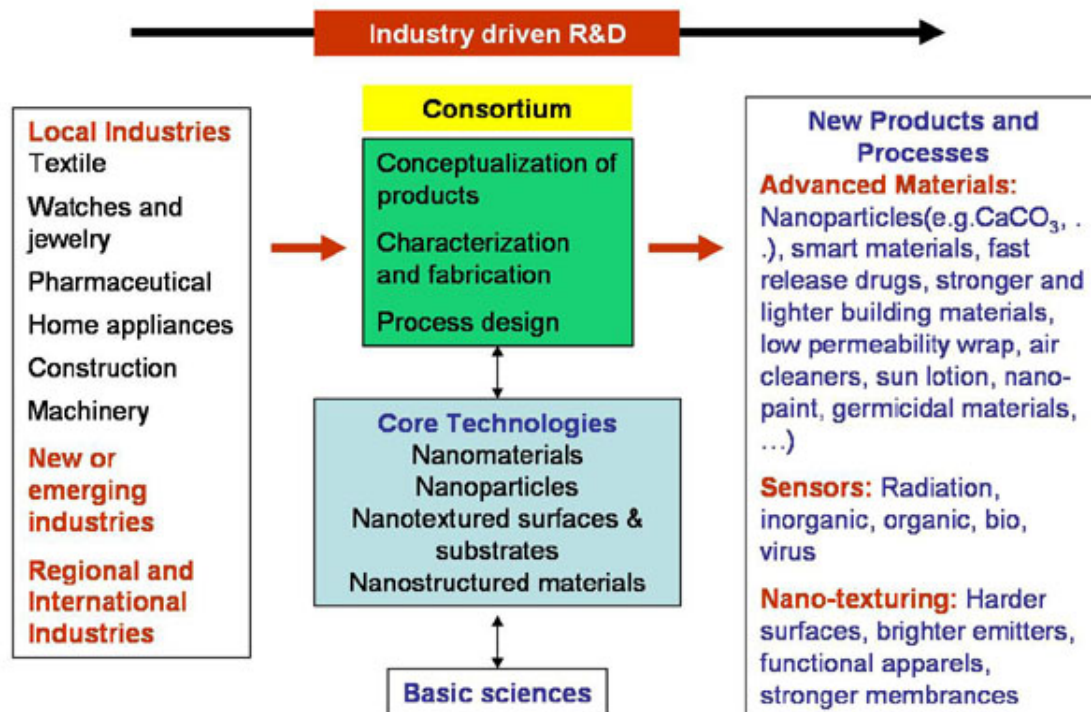 Industry driven R&D
Local Industries
Textile
Watches and
jewelry
Pharmaceutical
Home appliances
Construction
Machinery
New or
emerging
industries
Regional and
International
Industries
Consortium
Conceptualization of
products
Characterization
and fabrication
Process design
Core Technologies
Nanomaterials
Nanoparticles
Nanotextured surfaces &
substrates
Nanostructured materials
Basic sciences
New Products and
Processes
Advanced Materials:
Nanoparticles(e.g.CaCO₃, . 
.), smart materials, fast
release drugs, stronger and
lighter building materials,
low permeability wrap, air
cleaners, sun lotion, nano-
paint, germicidal materials,
…)
Sensors: Radiation,
inorganic, organic, bio,
virus
Nano-texturing: Harder
surfaces, brighter emitters,
functional apparels,
stronger membrances